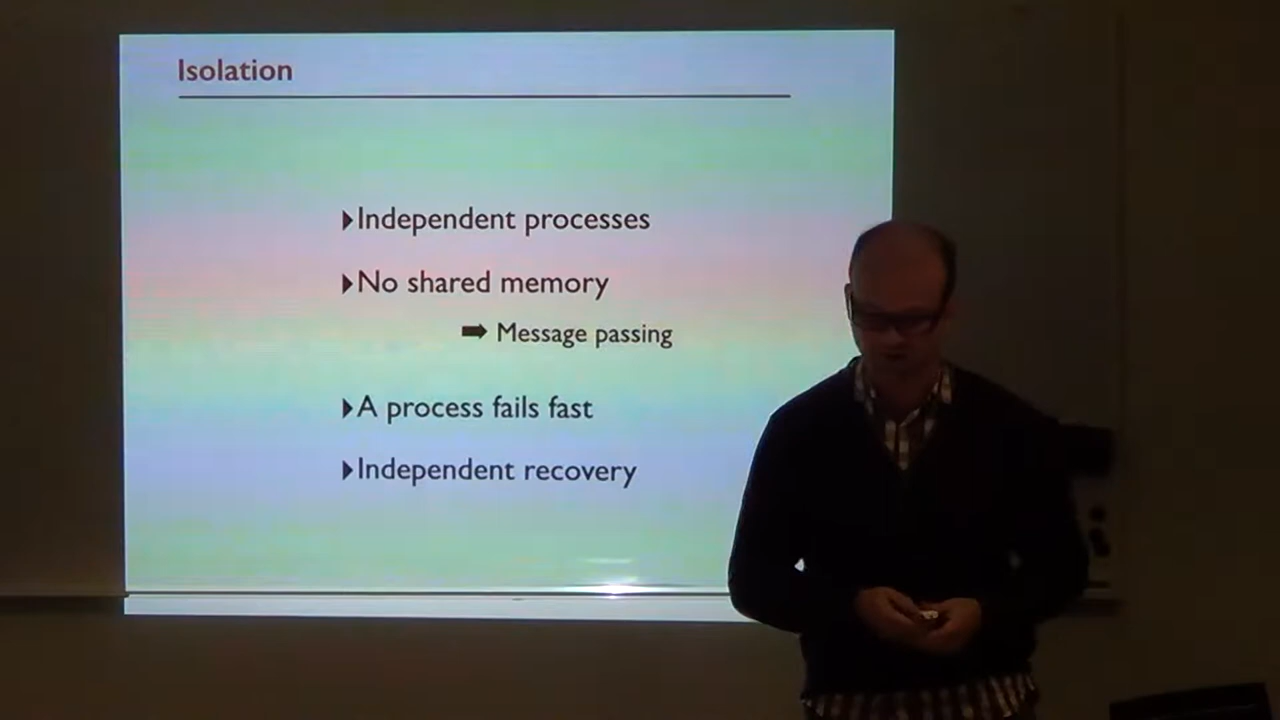 Isolation
Independent processes
No shared memory
➡ Message passing
A process fails fast
Independent recovery